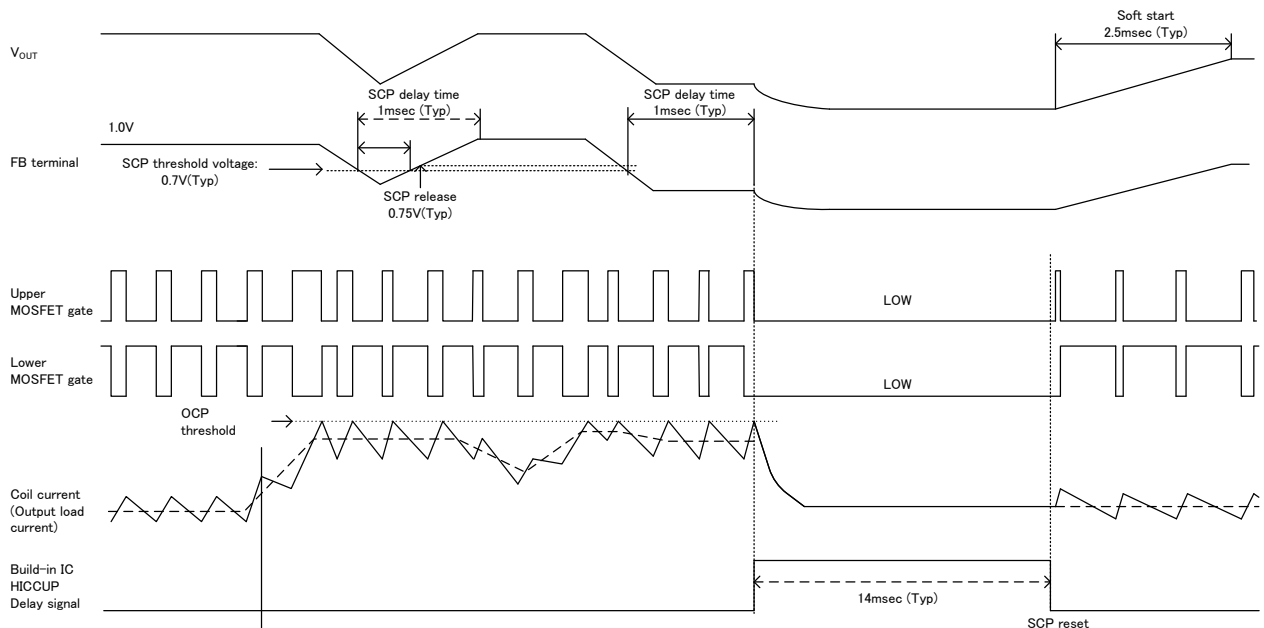 Soft start
2.5msec (Typ)
VOUT
SCP delay time
1msec (Typ)
SCP delay time
1msec (Typ)
1.0V
FB terminal
SCP threshold voltage:
0.7V(Typ)
SCP release
0.75V(Typ)
Upper
MOSFET gate
LOW
Lower
MOSFET gate
LOW
OCP
threshold
Coil current
(Output load
current)
Build-in IC
HICCUP
Delay signal
14msec (Typ)
SCP reset